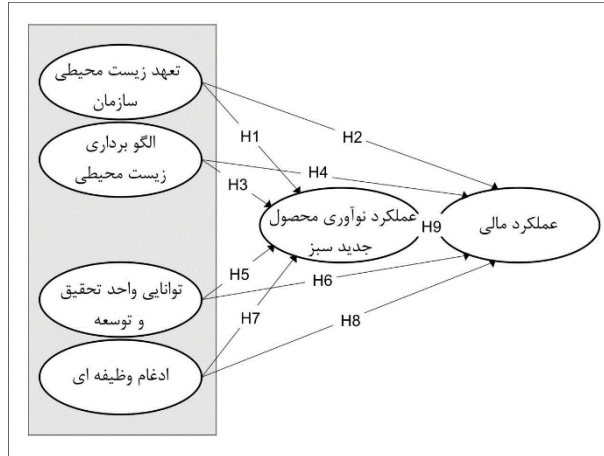 تعهد زیست محیطی
سازمان
الگو برداری
زیست محیطی
توانایی واحد تحقیق
و توسعه
ادغام وظیفه ای
H1
H2
H3
H4
H5
H6
H7
H8
H9
عملکرد نوآوری محصول
جدید سبز
عملکرد مالی